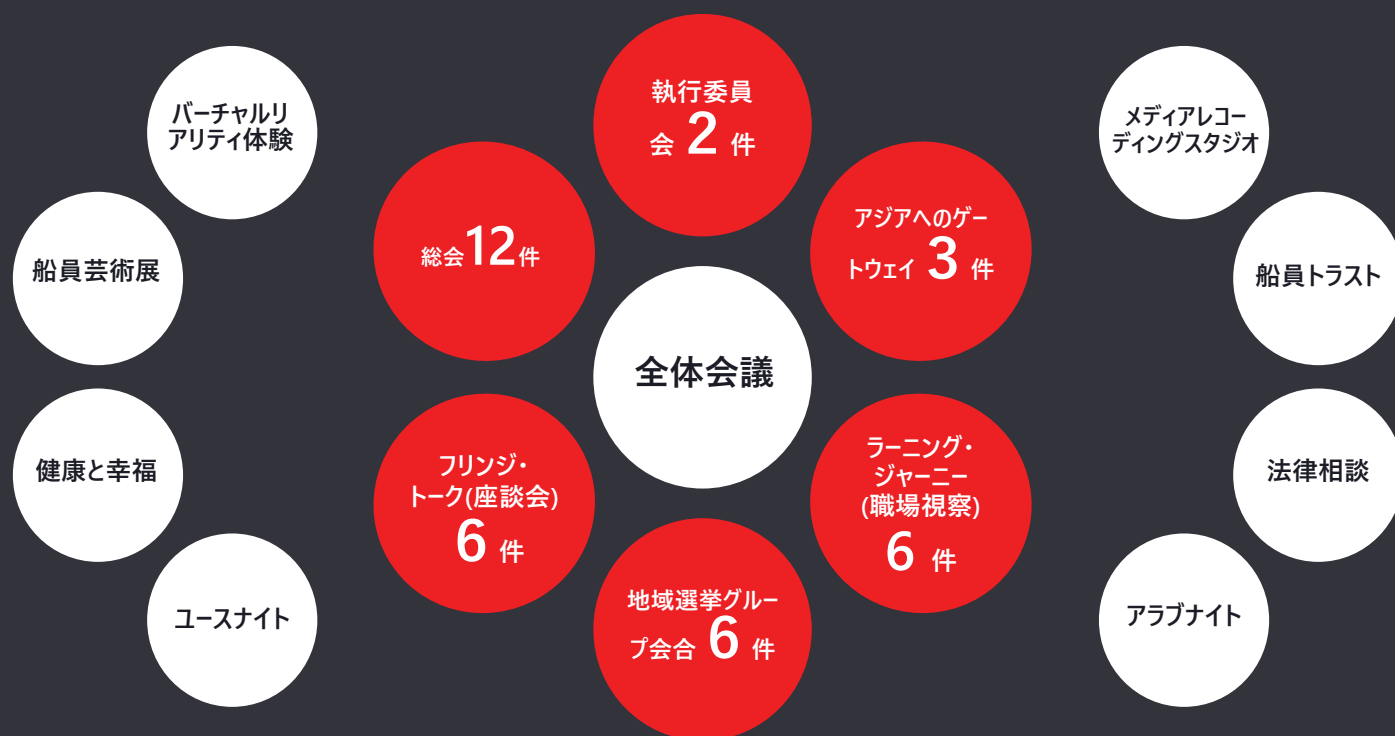 バーチャルリ
アリティ体験
船員芸術展
健康と幸福
ユースナイト
執行委員
会 2 件
総会12件
アジアへのゲー
トウェイ 3 件
全体会議
フリンジ・
トーク(座談会)
6 件
ラーニング・
ジャーニー
(職場視察)
6 件
地域選挙グルー
プ会合 6 件
メディアレコー
ディングスタジオ
船員トラスト
法律相談
アラブナイト